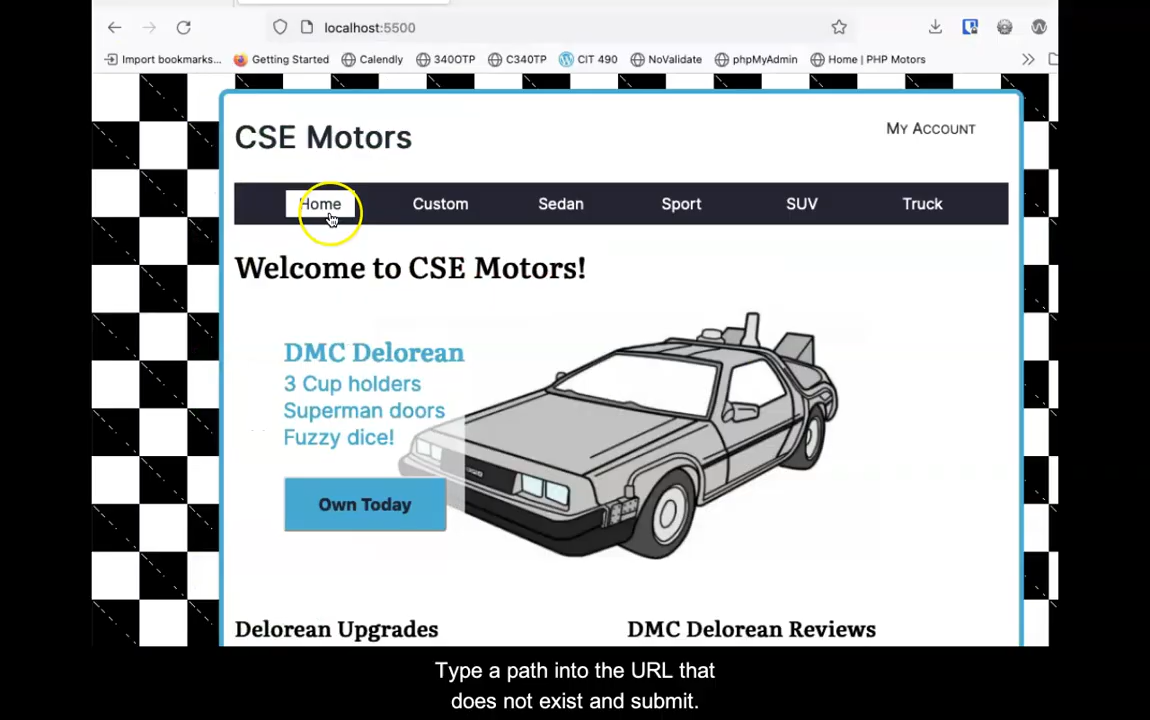 localhost:5500
Import bookmarks... Getting Started Calendly 340OTP C340TP CIT 490 NoValidate phpMyAdmin Home | PHP Motors
CSE Motors
My Account
Home Custom Sedan Sport SUV Truck
Welcome to CSE Motors!
DMC Delorean
3 Cup holders
Superman doors
Fuzzy dice!
Own Today
Delorean Upgrades
DMC Delorean Reviews
Type a path into the URL that
does not exist and submit.